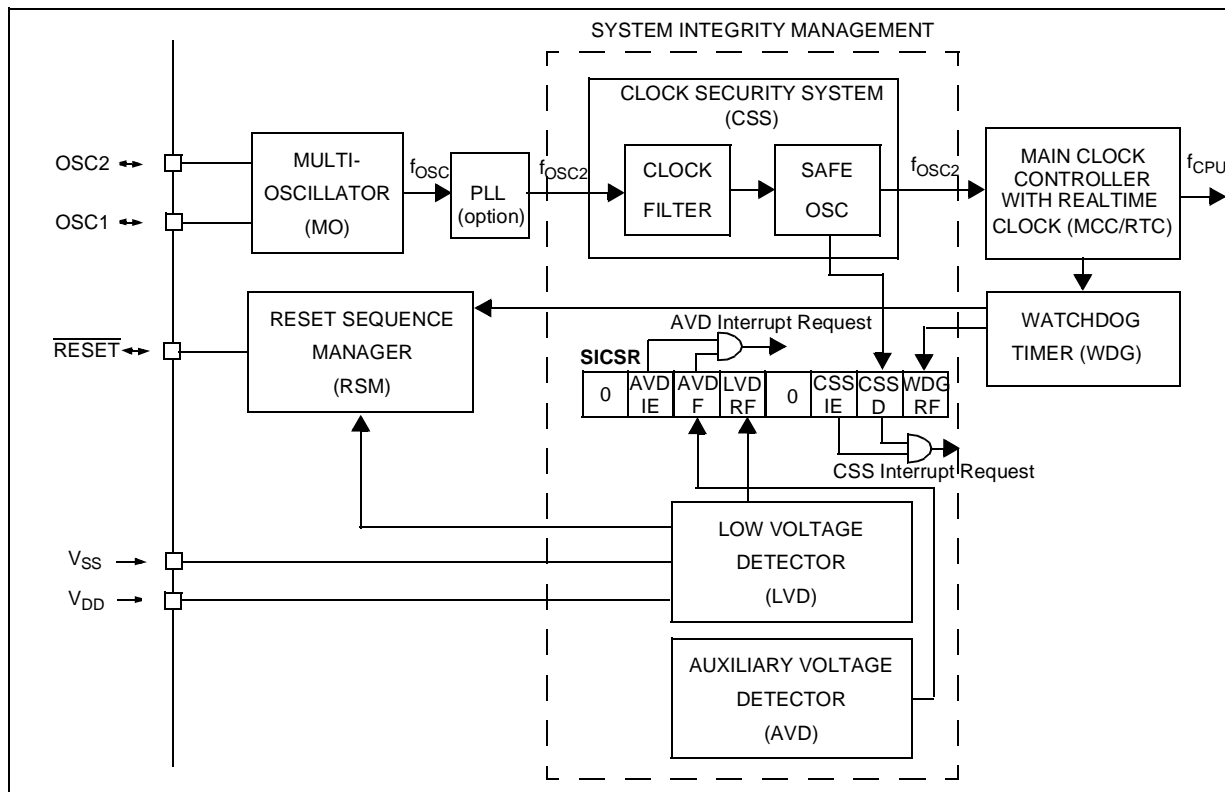 SYSTEM INTEGRITY MANAGEMENT
CLOCK SECURITY SYSTEM
(CSS)
OSC2
OSC1
MULTI-
OSCILLATOR
(MO)
fOSC
PLL
(option)
fOSC2
CLOCK
FILTER
SAFE
OSC
fOSC2
MAIN CLOCK
CONTROLLER
WITH REALTIME
CLOCK (MCC/RTC)
fCPU
RESET
RESET SEQUENCE
MANAGER
(RSM)
AVD Interrupt Request
WATCHDOG
TIMER (WDG)
SICSR
0
AVD
IE
AVD
F
LVD
RF
0
CSS
IE
CSS
D
WDG
RF
CSS Interrupt Request
VSS
VDD
LOW VOLTAGE
DETECTOR
(LVD)
AUXILIARY VOLTAGE
DETECTOR
(AVD)